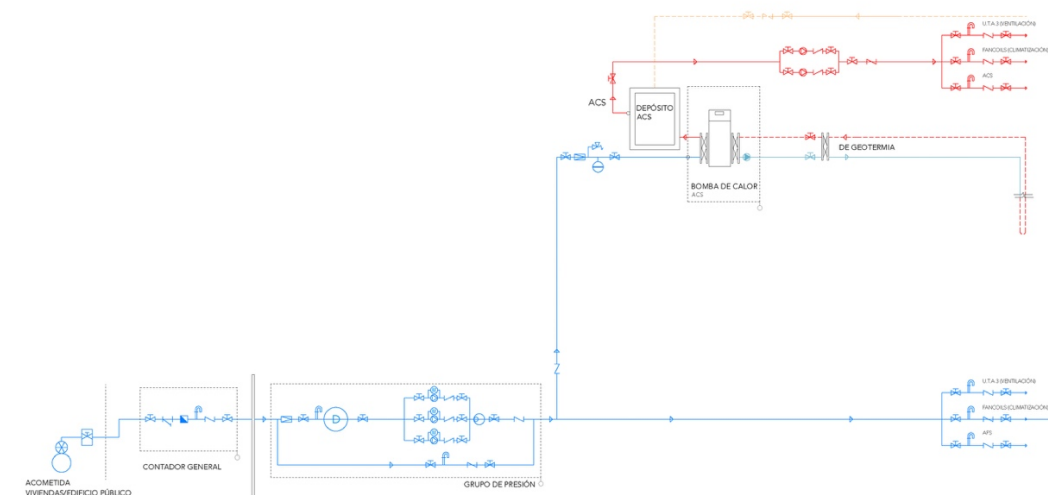 U.T.A 3 (VENTILACIÓN)
FANCOILS (CLIMATIZACIÓN)
ACS
ACS
DEPÓSITO
ACS
DE GEOTERMIA
BOMBA DE CALOR
ACS
U.T.A 3 (VENTILACIÓN)
FANCOILS (CLIMATIZACIÓN)
AFS
D
CONTADOR GENERAL
GRUPO DE PRESIÓN
ACOMETIDA
VIVIENDAS/EDIFICIO PÚBLICO